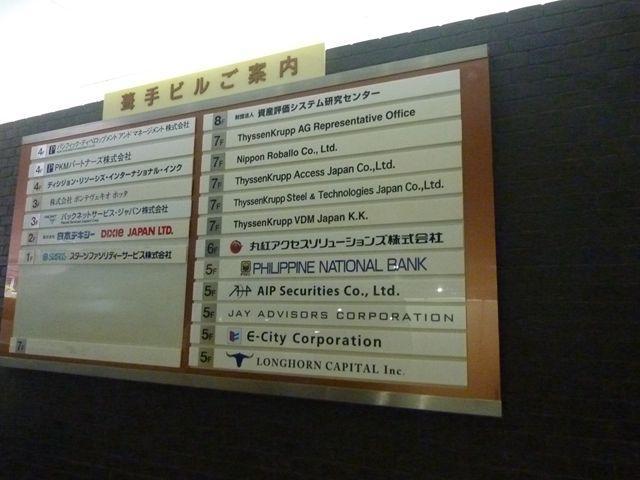 葺手ビルご案内
4F パシフィック・ディベロップメント アンド マネージメント 株式会社
4F PKMパートナーズ株式会社
4F ディシジョン・リソーシズ・インターナショナル・インク
3F 株式会社 ポンテヴェキオ ホッタ
3F パックネットサービス・ジャパン株式会社
2F 日本デキシー DIXIE JAPAN LTD.
1F スターツファシリティーサービス株式会社
7F
8F 財団法人 資産評価システム研究センター
7F ThyssenKrupp AG Representative Office
7F Nippon Roballo Co., Ltd.
7F ThyssenKrupp Access Japan Co.,Ltd.
7F ThyssenKrupp Steel & Technologies Japan Co.,Ltd.
7F ThyssenKrupp VDM Japan K.K.
6F 丸紅アクセスソリューションズ株式会社
5F PHILIPPINE NATIONAL BANK
5F AIP Securities Co., Ltd.
5F JAY ADVISORS CORPORATION
5F E-City Corporation
5F LONGHORN CAPITAL Inc.